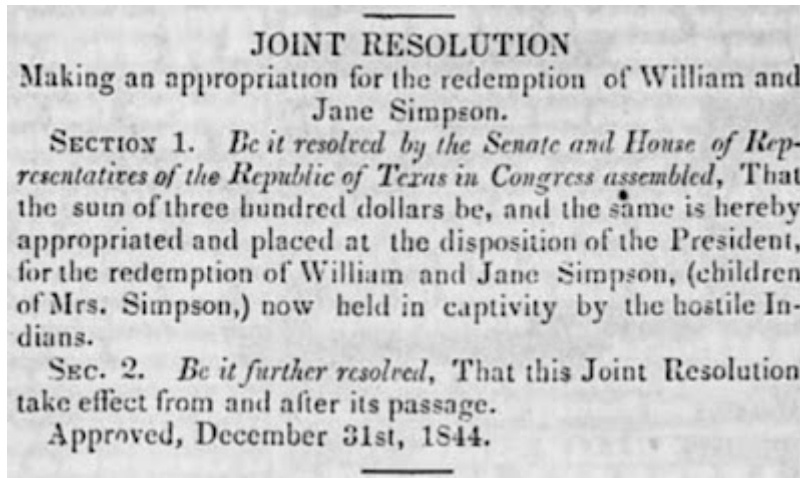 JOINT RESOLUTION
Making an appropriation for the redemption of William and
Jane Simpson.
SECTION 1. Be it resolved by the Senate and House of Rep-
resentatives of the Republic of Texas in Congress assembled, That
the sum of three hundred dollars be, and the same is hereby
appropriated and placed at the disposition of the President,
for the redemption of William and Jane Simpson, (children
of Mrs. Simpson,) now held in captivity by the hostile In-
dians.
SEC. 2. Be it further resolved, That this Joint Resolution
take effect from and after its passage.
Approved, December 31st, 1844.